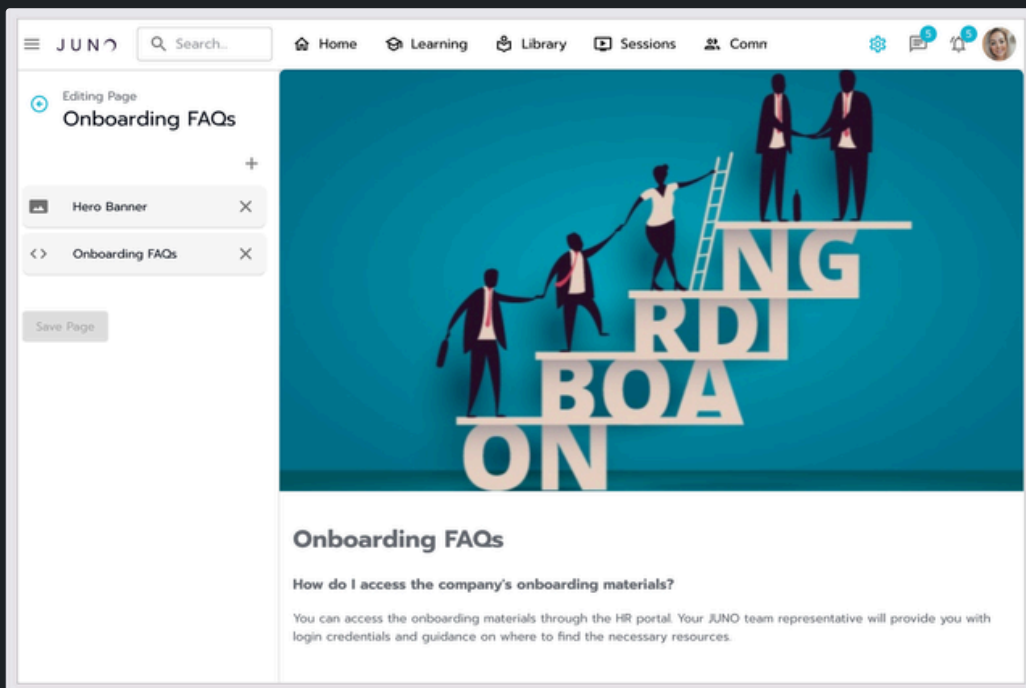 JUNO
Search...
Home
Learning
Library
Sessions
Comm
5
5
Editing Page
Onboarding FAQs
Hero Banner
Onboarding FAQs
Save Page
NG
RDI
BOA
ON
Onboarding FAQs
How do I access the company's onboarding materials?
You can access the onboarding materials through the HR portal. Your JUNO team representative will provide you with
login credentials and guidance on where to find the necessary resources.